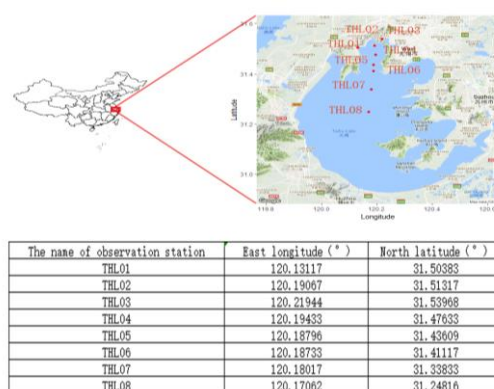 THL02 THL03
THL01
THL05
THL06
THL07
THL08
31.4
31.2
31.0
Latitude
119.8 120.0 120.2 120.4
Longitude
The name of observation station East longitude (°) North latitude (°)
THL01 120.13117 31.50383
THL02 120.19067 31.51317
THL03 120.21944 31.53968
THL04 120.19433 31.47633
THL05 120.18796 31.43609
THL06 120.18733 31.41117
THL07 120.18017 31.33833
THL08 120.17062 31.24816